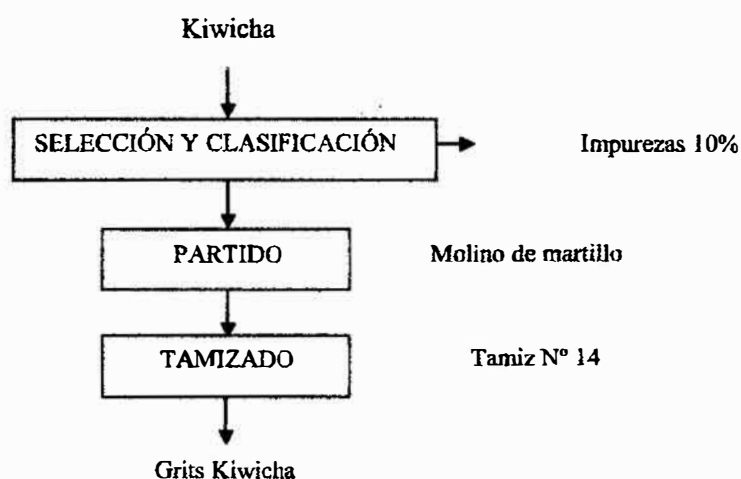 Kiwicha
SELECCIÓN Y CLASIFICACIÓN
Impurezas 10%
PARTIDO
Molino de martillo
TAMIZADO
Tamiz Nº 14
Grits Kiwicha